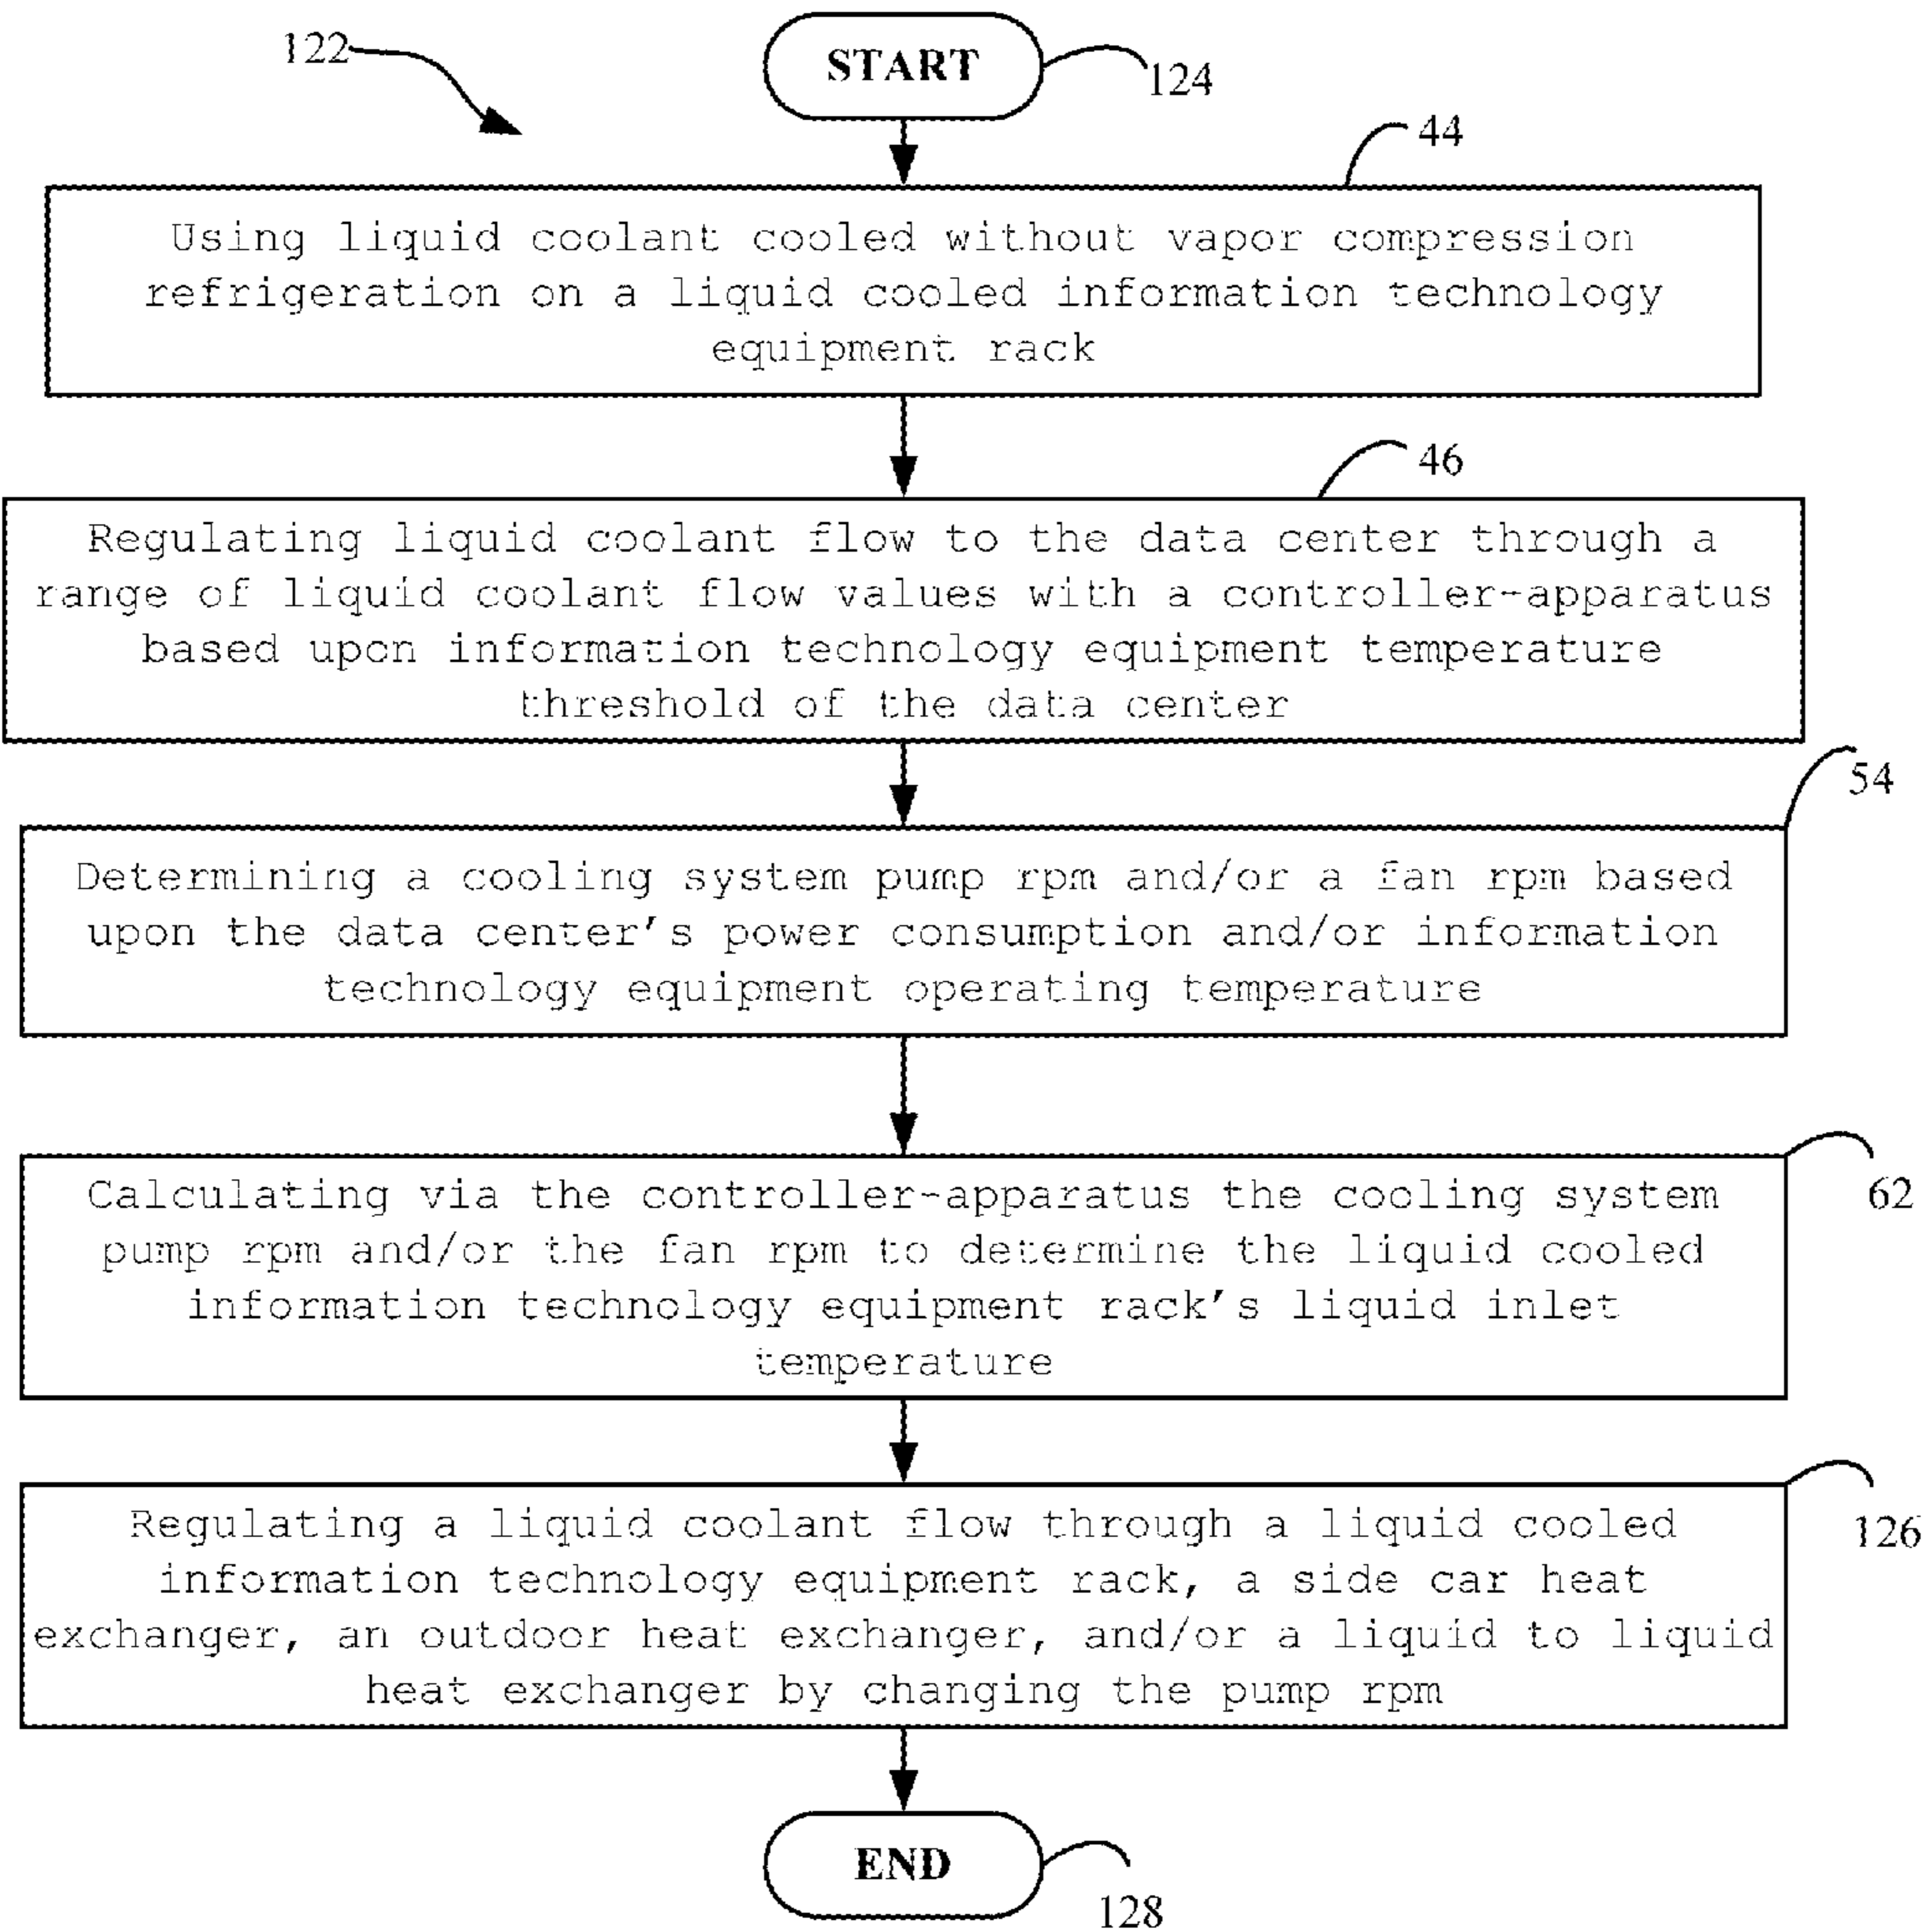 122
START
124
44
Using liquid coolant cooled without vapor compression
refrigeration on a liquid cooled information technology
equipment rack
46
Regulating liquid coolant flow to the data center through a
range of liquid coolant flow values with a controller-apparatus
based upon information technology equipment temperature
threshold of the data center
54
Determining a cooling system pump rpm and/or a fan rpm based
upon the data center's power consumption and/or information
technology equipment operating temperature
62
Calculating via the controller-apparatus the cooling system
pump rpm and/or the fan rpm to determine the liquid cooled
information technology equipment rack's liquid inlet
temperature
126
Regulating a liquid coolant flow through a liquid cooled
information technology equipment rack, a side car heat
exchanger, an outdoor heat exchanger, and/or a liquid to liquid
heat exchanger by changing the pump rpm
END
128